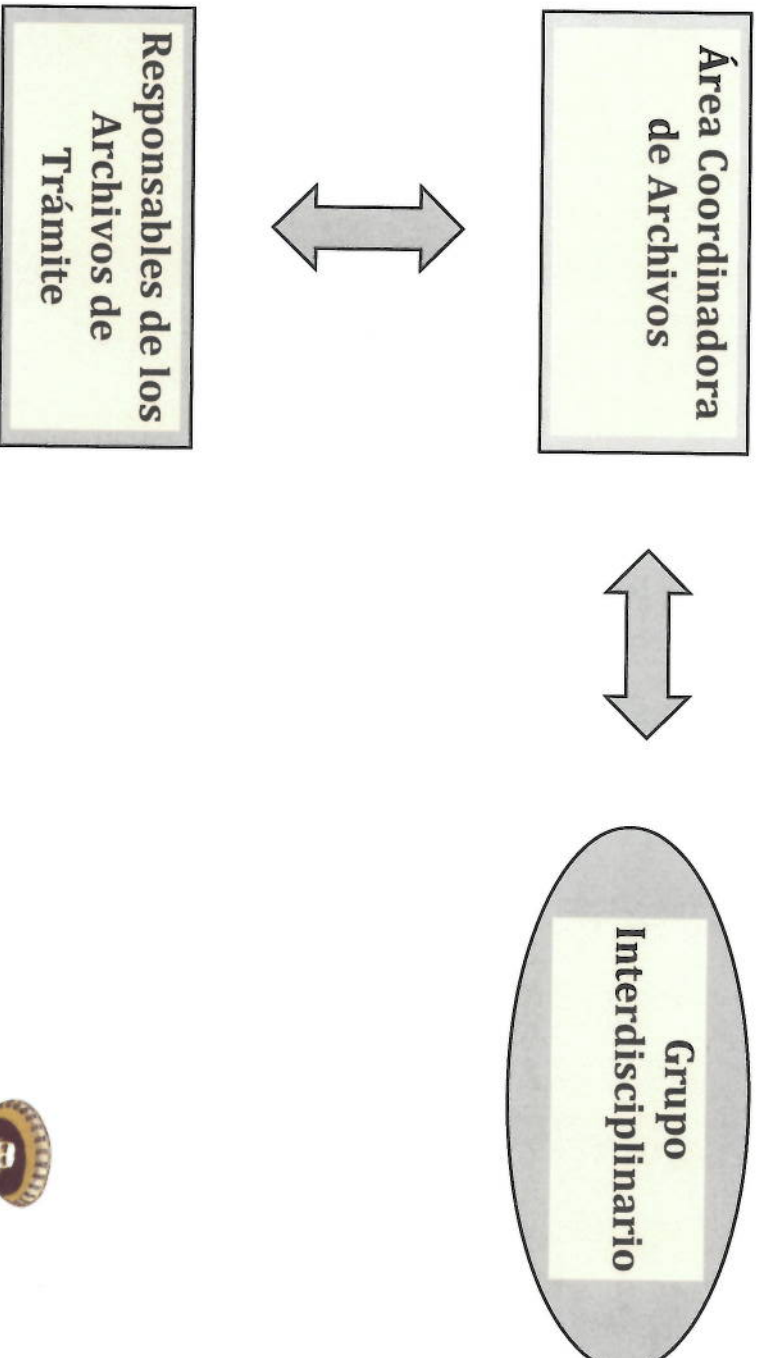 Área Coordinadora
de Archivos
Grupo
Interdisciplinario
Responsables de los
Archivos de
Trámite